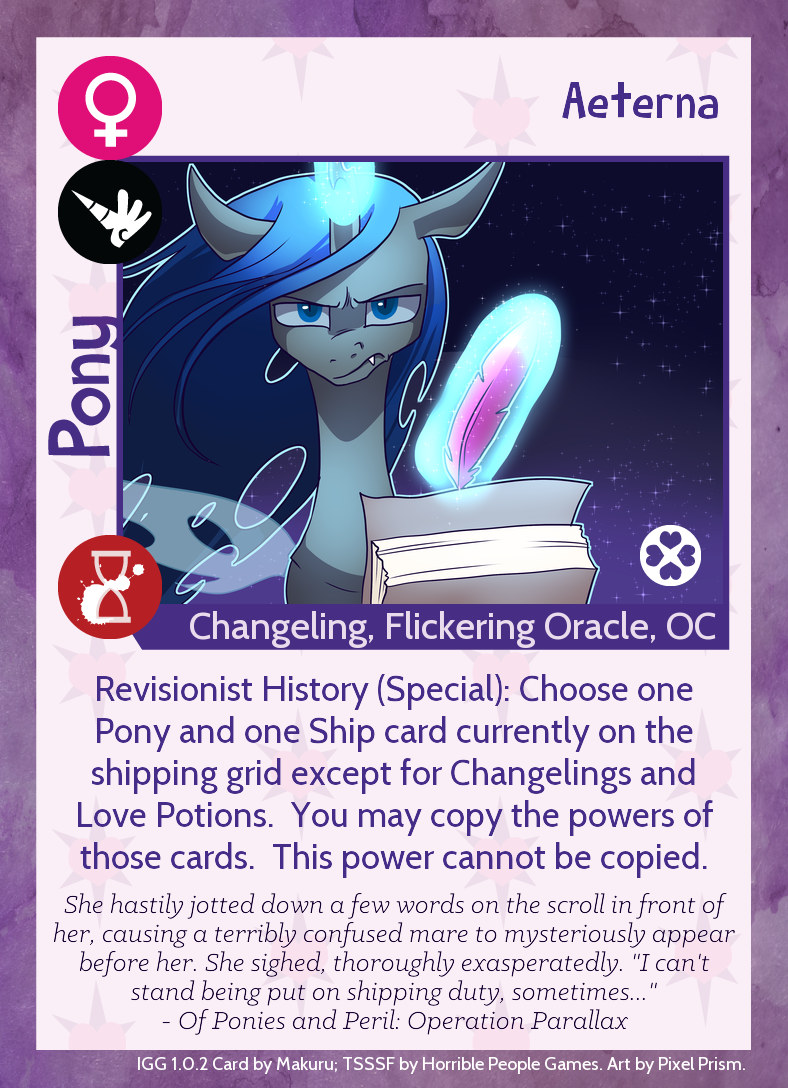 Aeterna
Pony
Changeling, Flickering Oracle, OC
Revisionist History (Special): Choose one
Pony and one Ship card currently on the
shipping grid except for Changelings and
Love Potions.  You may copy the powers of
those cards.  This power cannot be copied.
She hastily jotted down a few words on the scroll in front of
her, causing a terribly confused mare to mysteriously appear
before her. She sighed, thoroughly exasperatedly. "I can't
stand being put on shipping duty, sometimes..."
- Of Ponies and Peril: Operation Parallax
IGG 1.0.2 Card by Makuru; TSSSF by Horrible People Games. Art by Pixel Prism.